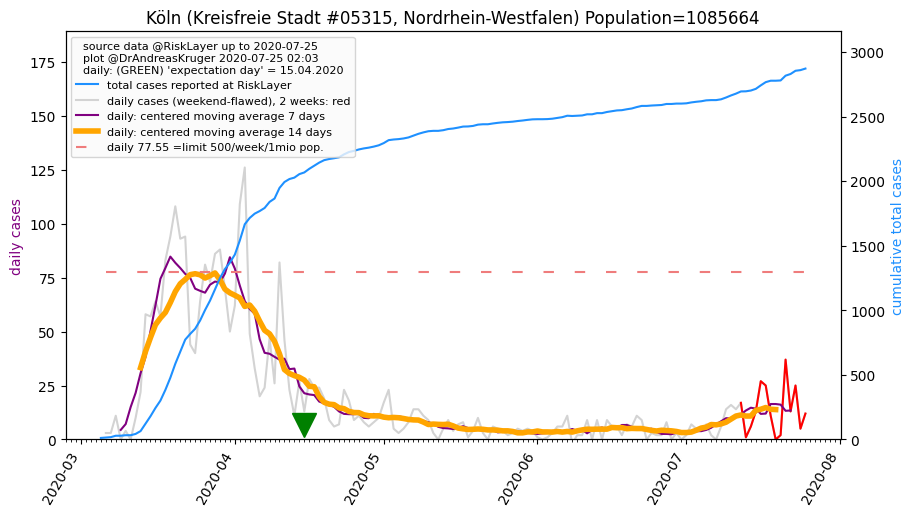 Köln (Kreisfreie Stadt #05315, Nordrhein-Westfalen) Population=1085664
source data @RiskLayer up to 2020-07-25
plot @DrAndreasKruger 2020-07-25 02:03
daily: (GREEN) 'expectation day' = 15.04.2020
total cases reported at RiskLayer
daily cases (weekend-flawed), 2 weeks: red
daily: centered moving average 7 days
daily: centered moving average 14 days
daily 77.55 =limit 500/week/1mio pop.
daily cases
175
150
125
100
75
50
25
0
cumulative total cases
3000
2500
2000
1500
1000
500
0
2020-03
2020-04
2020-05
2020-06
2020-07
2020-08